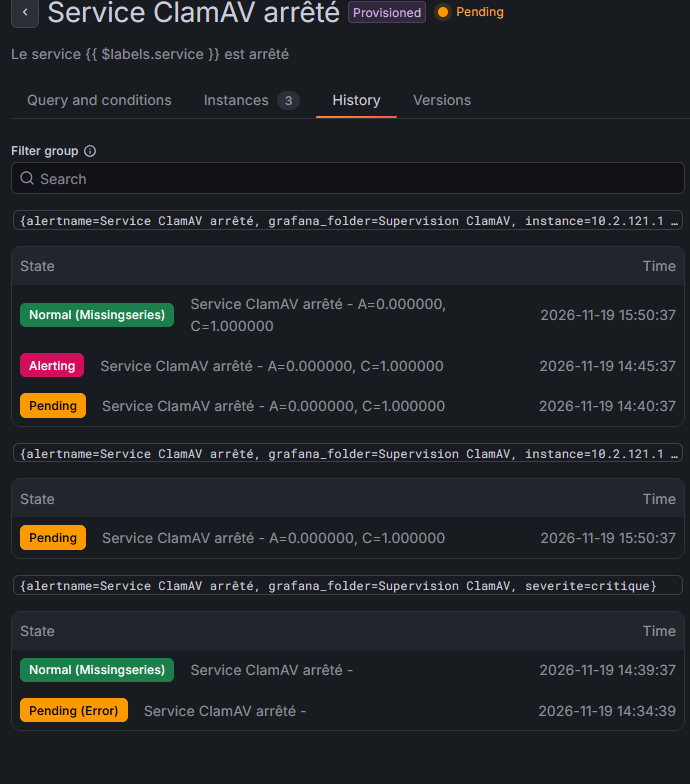 Service ClamAV arrêté Provisioned Pending
Le service {{ $labels.service }} est arrêté
Query and conditions Instances 3 History Versions
Filter group
Search
{alertname=Service ClamAV arrêté, grafana_folder=Supervision ClamAV, instance=10.2.121.1 …
State Time
Normal (Missingseries) Service ClamAV arrêté - A=0.000000, C=1.000000 2026-11-19 15:50:37
Alerting Service ClamAV arrêté - A=0.000000, C=1.000000 2026-11-19 14:45:37
Pending Service ClamAV arrêté - A=0.000000, C=1.000000 2026-11-19 14:40:37
{alertname=Service ClamAV arrêté, grafana_folder=Supervision ClamAV, instance=10.2.121.1 …
State Time
Pending Service ClamAV arrêté - A=0.000000, C=1.000000 2026-11-19 15:50:37
{alertname=Service ClamAV arrêté, grafana_folder=Supervision ClamAV, severite=critique}
State Time
Normal (Missingseries) Service ClamAV arrêté - 2026-11-19 14:39:37
Pending (Error) Service ClamAV arrêté - 2026-11-19 14:34:39